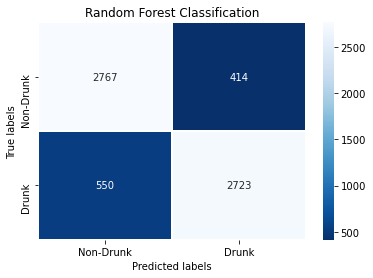 Random Forest Classification
True labels
Non-Drunk
Drunk
2767
414
550
2723
Non-Drunk
Drunk
Predicted labels
2500
2000
1500
1000
500